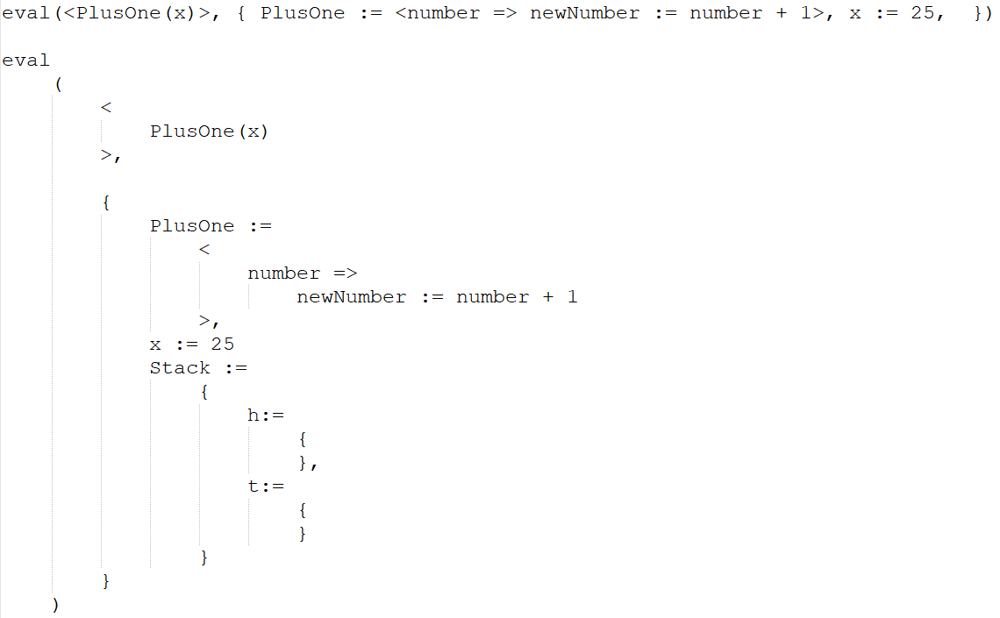 eval(<PlusOne(x)>, { PlusOne := <number => newNumber := number + 1>, x := 25,  })
eval
(
<
PlusOne(x)
>,
{
PlusOne :=
<
number =>
newNumber := number + 1
>,
x := 25
Stack :=
{
h:=
{
},
t:=
{
}
}
}
)